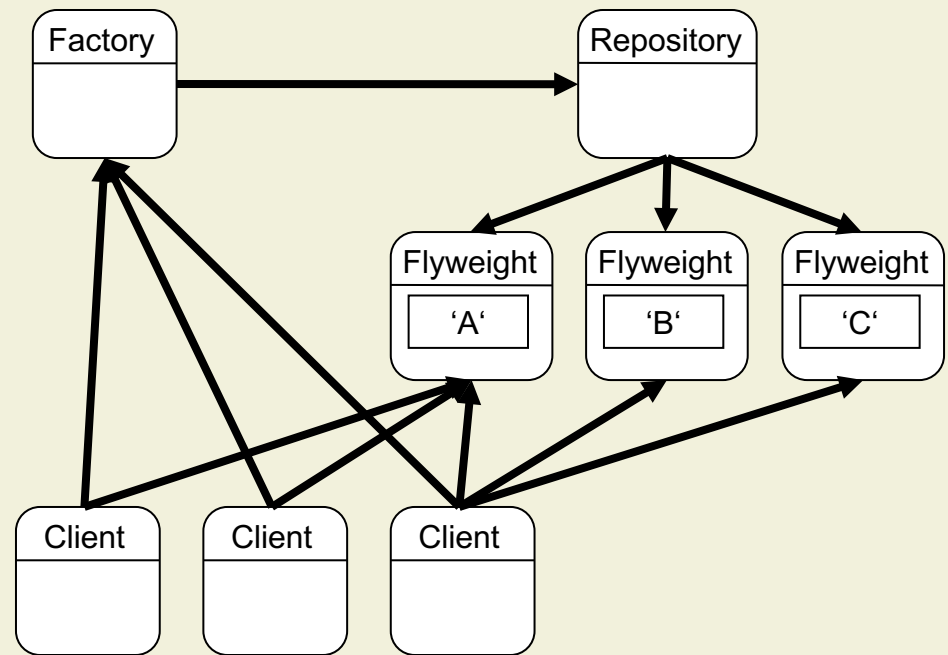 Factory
Repository
Flyweight
Flyweight
Flyweight
‘A‘
‘B‘
‘C‘
Client
Client
Client